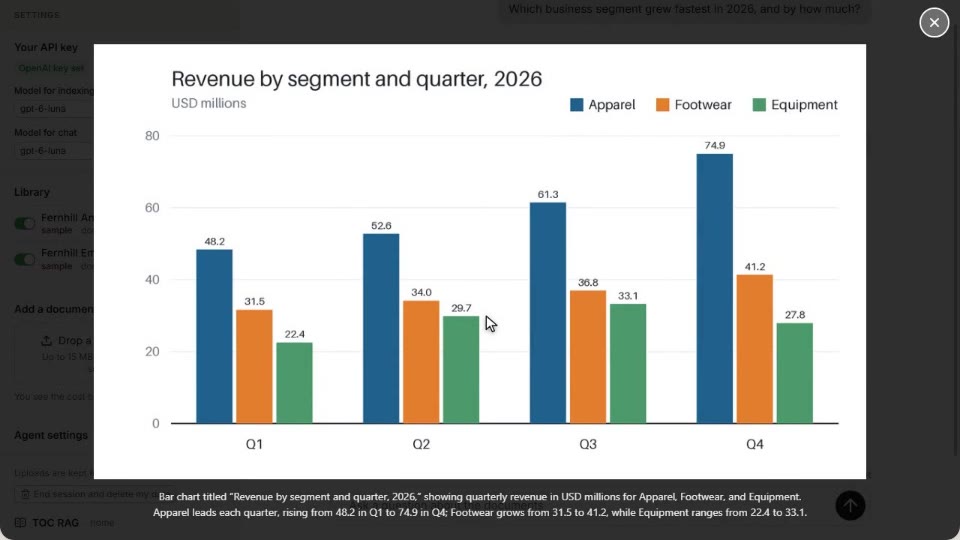 SETTINGS
Which business segment grew fastest in 2026, and by how much?
Your API key
OpenAI key set
Model for indexing
gpt-6-luna
Model for chat
gpt-6-luna
Library
Fernhill An
sample
Fernhill Em
sample
Add a documen
Drop a
Up to 15 MB
You see the cost
Agent settings
Uploads are kept
End session and delete my
TOC RAG home
Revenue by segment and quarter, 2026
USD millions
Apparel Footwear Equipment
80
60
40
20
0
48.2 31.5 22.4
52.6 34.0 29.7
61.3 36.8 33.1
74.9 41.2 27.8
Q1 Q2 Q3 Q4
Bar chart titled “Revenue by segment and quarter, 2026,” showing quarterly revenue in USD millions for Apparel, Footwear, and Equipment.
Apparel leads each quarter, rising from 48.2 in Q1 to 74.9 in Q4; Footwear grows from 31.5 to 41.2, while Equipment ranges from 22.4 to 33.1.